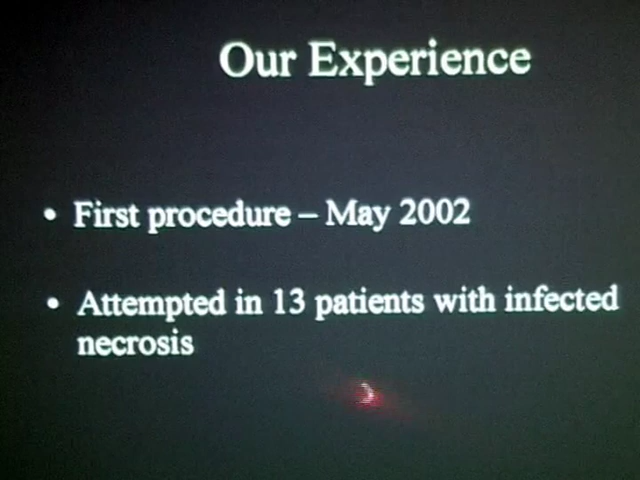 Our Experience
• First procedure – May 2002
• Attempted in 13 patients with infected
necrosis